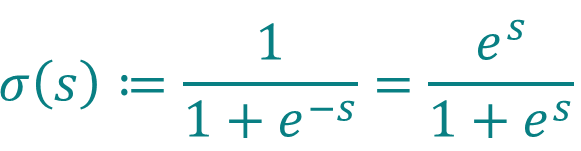 σ(s) ≔ 1/(1 + e^{-s}) = e^s/(1 + e^s)